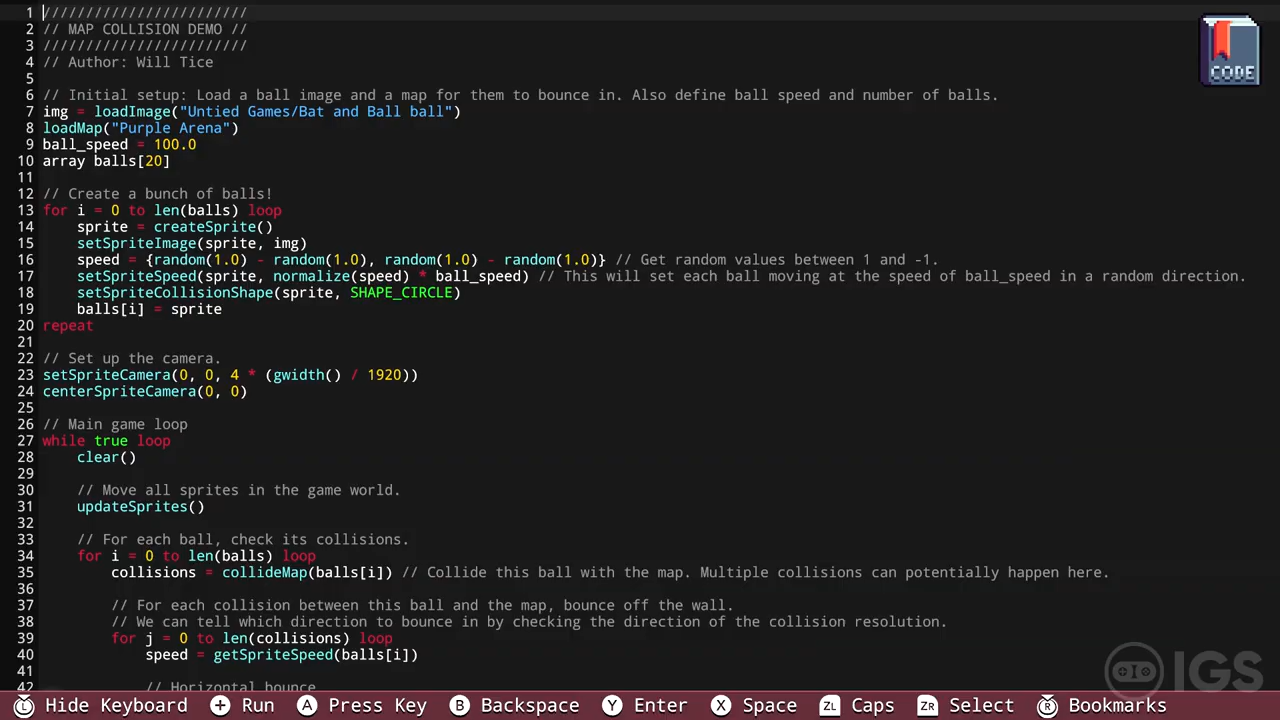 1 ////////////////////////
2 // MAP COLLISION DEMO //
3 ////////////////////////
4 // Author: Will Tice
5
6 // Initial setup: Load a ball image and a map for them to bounce in. Also define ball speed and number of balls.
7 img = loadImage("Untied Games/Bat and Ball ball")
8 loadMap("Purple Arena")
9 ball_speed = 100.0
10 array balls[20]
11
12 // Create a bunch of balls!
13 for i = 0 to len(balls) loop
14 sprite = createSprite()
15 setSpriteImage(sprite, img)
16 speed = {random(1.0) - random(1.0), random(1.0) - random(1.0)} // Get random values between 1 and -1.
17 setSpriteSpeed(sprite, normalize(speed) * ball_speed) // This will set each ball moving at the speed of ball_speed in a random direction.
18 setSpriteCollisionShape(sprite, SHAPE_CIRCLE)
19 balls[i] = sprite
20 repeat
21
22 // Set up the camera.
23 setSpriteCamera(0, 0, 4 * (gwidth() / 1920))
24 centerSpriteCamera(0, 0)
25
26 // Main game loop
27 while true loop
28 clear()
29
30 // Move all sprites in the game world.
31 updateSprites()
32
33 // For each ball, check its collisions.
34 for i = 0 to len(balls) loop
35 collisions = collideMap(balls[i]) // Collide this ball with the map. Multiple collisions can potentially happen here.
36
37 // For each collision between this ball and the map, bounce off the wall.
38 // We can tell which direction to bounce in by checking the direction of the collision resolution.
39 for j = 0 to len(collisions) loop
40 speed = getSpriteSpeed(balls[i])
41
42 // Horizontal bounce
CODE
IGS
L Hide Keyboard + Run A Press Key B Backspace Y Enter X Space ZL Caps ZR Select R Bookmarks